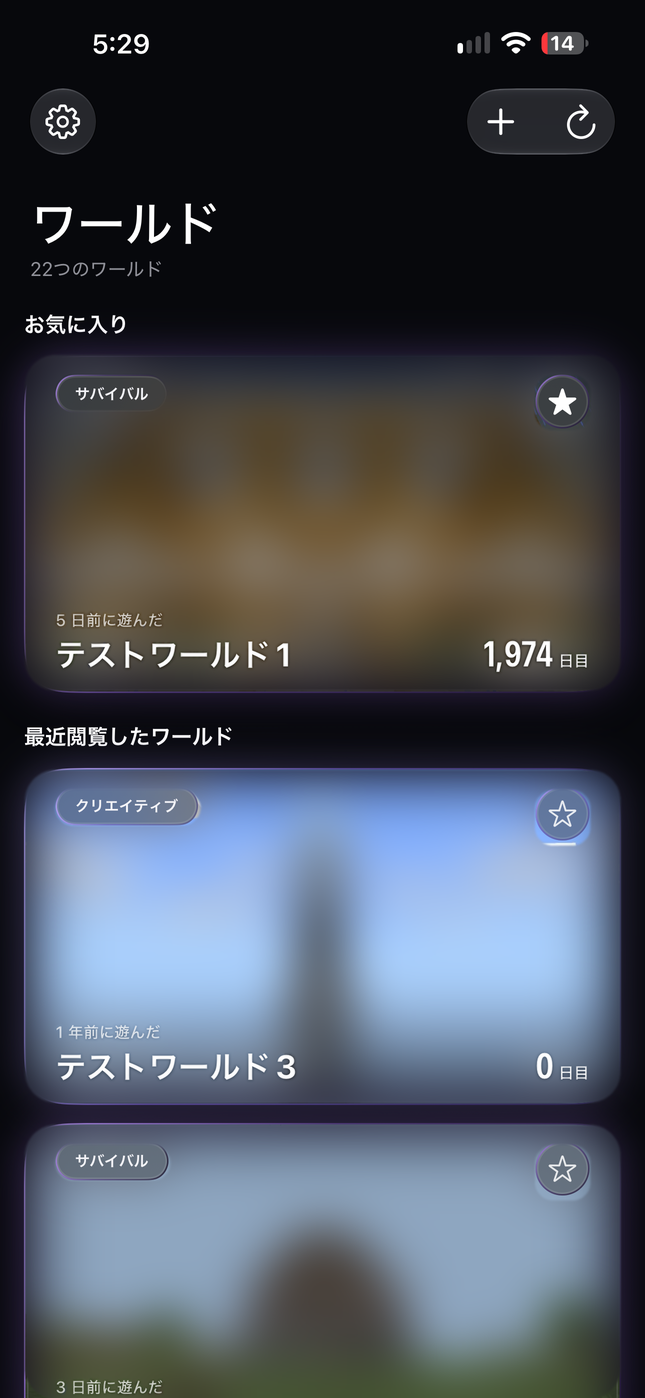 5:29
14
ワールド
22つのワールド
お気に入り
サバイバル
5 日前に遊んだ
テストワールド1
1,974 日目
最近閲覧したワールド
クリエイティブ
1 年前に遊んだ
テストワールド3
0 日目
サバイバル
3 日前に遊んだ